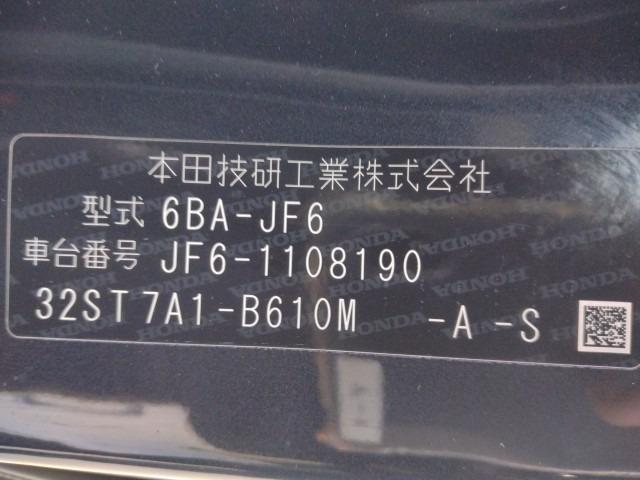 本田技研工業株式会社
型式 6BA-JF6
車台番号 JF6-1108190
32ST7A1-B610M -A -S